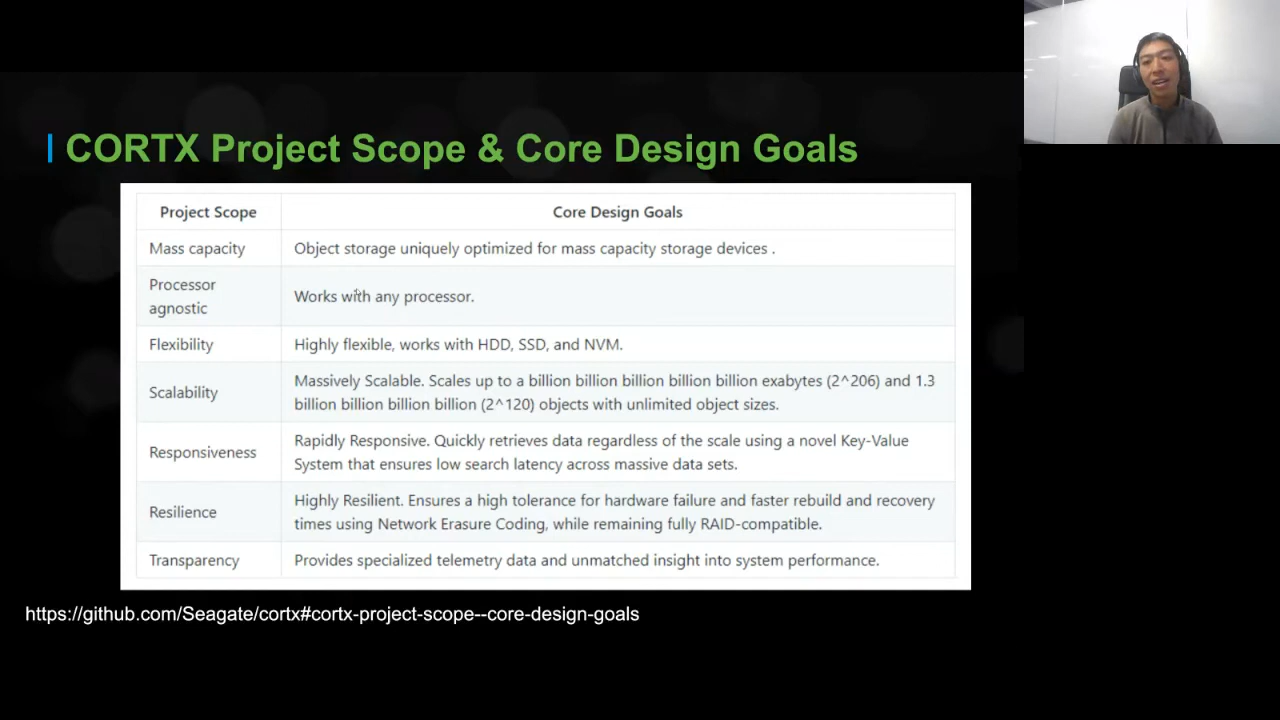 CORTX Project Scope & Core Design Goals
Project Scope
Core Design Goals
Mass capacity
Object storage uniquely optimized for mass capacity storage devices .
Processor
agnostic
Works with any processor.
Flexibility
Highly flexible, works with HDD, SSD, and NVM.
Scalability
Massively Scalable. Scales up to a billion billion billion billion billion exabytes (2^206) and 1.3
billion billion billion billion (2^120) objects with unlimited object sizes.
Responsiveness
Rapidly Responsive. Quickly retrieves data regardless of the scale using a novel Key-Value
System that ensures low search latency across massive data sets.
Resilience
Highly Resilient. Ensures a high tolerance for hardware failure and faster rebuild and recovery
times using Network Erasure Coding, while remaining fully RAID-compatible.
Transparency
Provides specialized telemetry data and unmatched insight into system performance.
https://github.com/Seagate/cortx#cortx-project-scope--core-design-goals